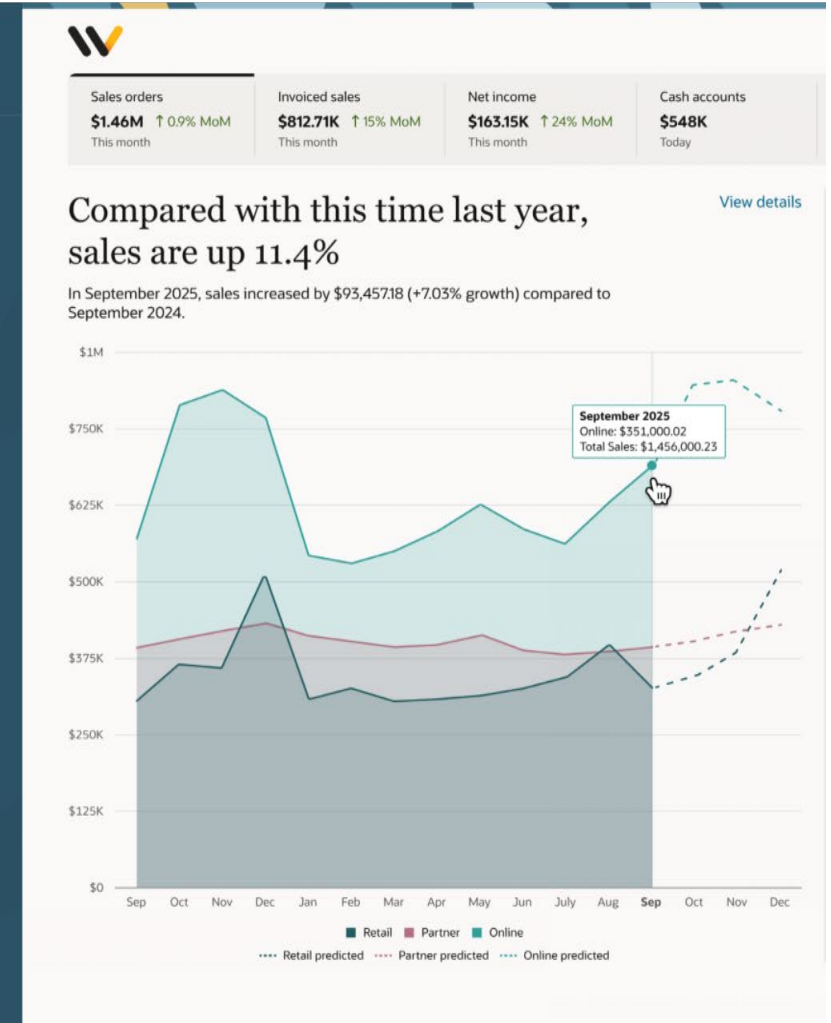 Sales orders
$1.46M ↑ 0.9% MoM
This month
Invoiced sales
$812.71K ↑ 15% MoM
This month
Net income
$163.15K ↑ 24% MoM
This month
Cash accounts
$548K
Today
Compared with this time last year,
sales are up 11.4%
View details
In September 2025, sales increased by $93,457.18 (+7.03% growth) compared to
September 2024.
$1M
$750K
$625K
$500K
$375K
$250K
$125K
$0
September 2025
Online: $351,000.02
Total Sales: $1,456,000.23
Sep Oct Nov Dec Jan Feb Mar Apr May Jun July Aug Sep Oct Nov Dec
Retail Partner Online
Retail predicted Partner predicted Online predicted